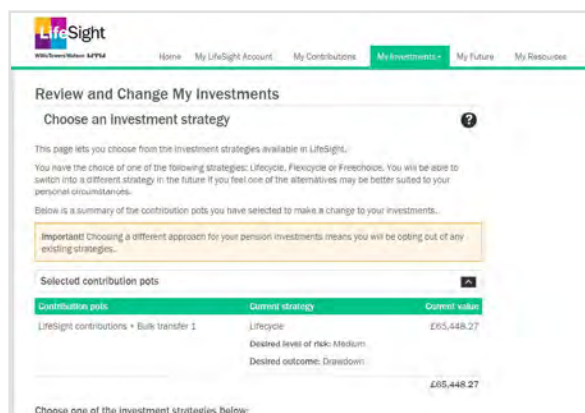 LifeSight
Willis Towers Watson
Home My LifeSight Account My Contributions My Investments My Future My Resources
Review and Change My Investments
Choose an investment strategy
?
This page lets you choose from the investment strategies available in LifeSight.
You have the choice of one of the following strategies: Lifecycle, Flexicycle or Freechoice. You will be able to
switch into a different strategy in the future if you feel one of the alternatives may be better suited to your
personal circumstances.
Below is a summary of the contribution pots you have selected to make a change to your investments.
Important! Choosing a different approach for your pension investments means you will be opting out of any
existing strategies.
Selected contribution pots
Contribution pots Current strategy Current value
LifeSight contributions + Bulk transfer 1 Lifecycle £65,448.27
Desired level of risk: Medium
Desired outcome: Drawdown
£65,448.27
Choose one of the investment strategies below: